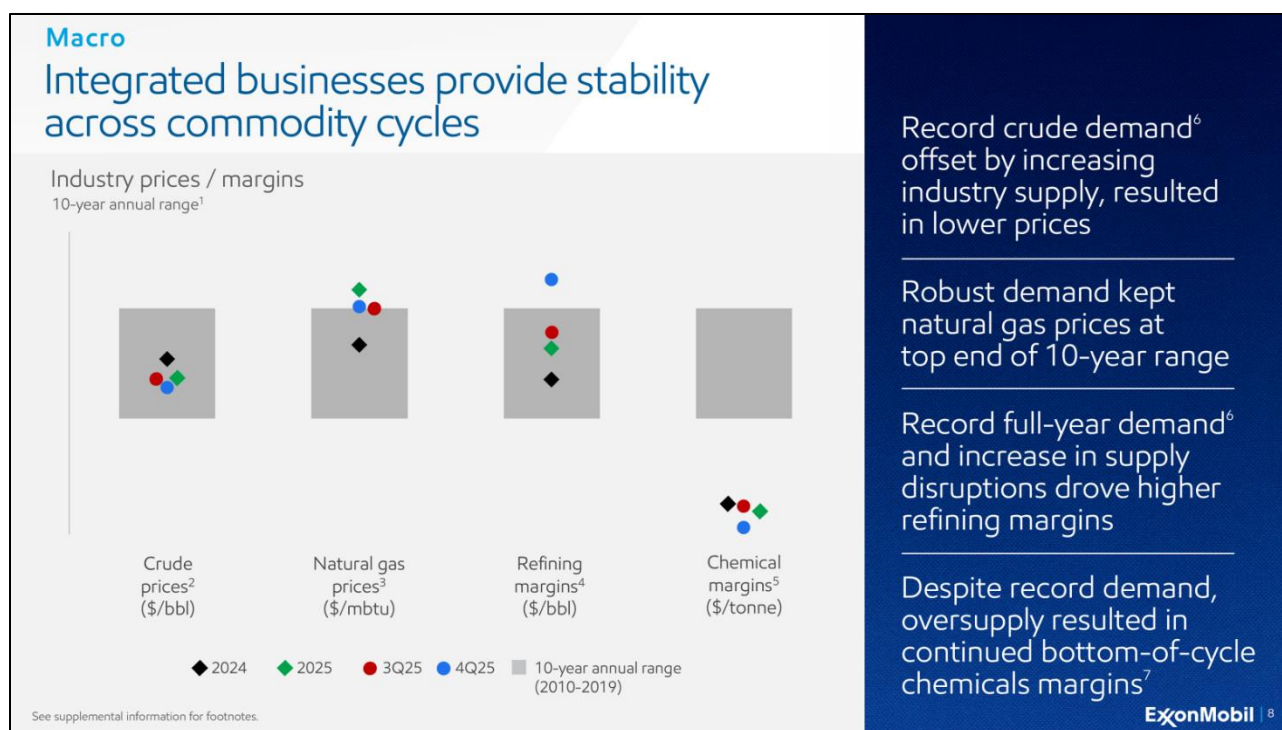 Macro
Integrated businesses provide stability
across commodity cycles
Industry prices / margins
10-year annual range¹
Crude
prices²
($/bbl)
Natural gas
prices³
($/mbtu)
Refining
margins⁴
($/bbl)
Chemical
margins⁵
($/tonne)
2024
2025
3Q25
4Q25
10-year annual range
(2010-2019)
See supplemental information for footnotes.
Record crude demand⁶
offset by increasing
industry supply, resulted
in lower prices
Robust demand kept
natural gas prices at
top end of 10-year range
Record full-year demand⁶
and increase in supply
disruptions drove higher
refining margins
Despite record demand,
oversupply resulted in
continued bottom-of-cycle
chemicals margins⁷
ExxonMobil | 8